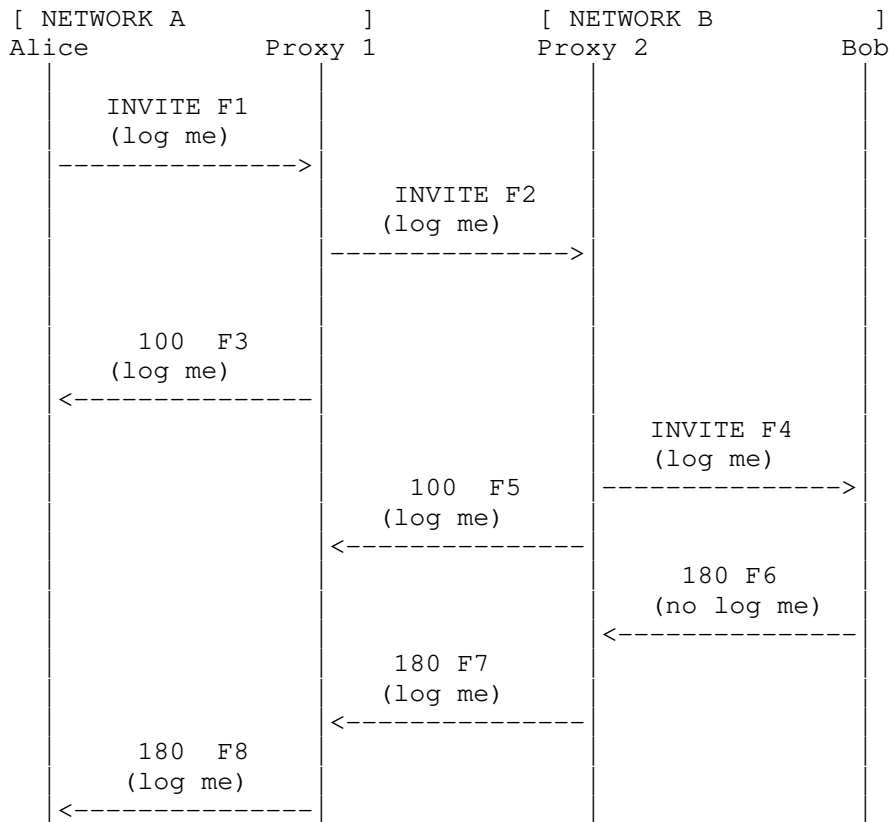 [ NETWORK A ] [ NETWORK B ]
Alice Proxy 1 Proxy 2 Bob
INVITE F1
(log me)
INVITE F2
(log me)
100 F3
(log me)
INVITE F4
(log me)
100 F5
(log me)
180 F6
(no log me)
180 F7
(log me)
180 F8
(log me)